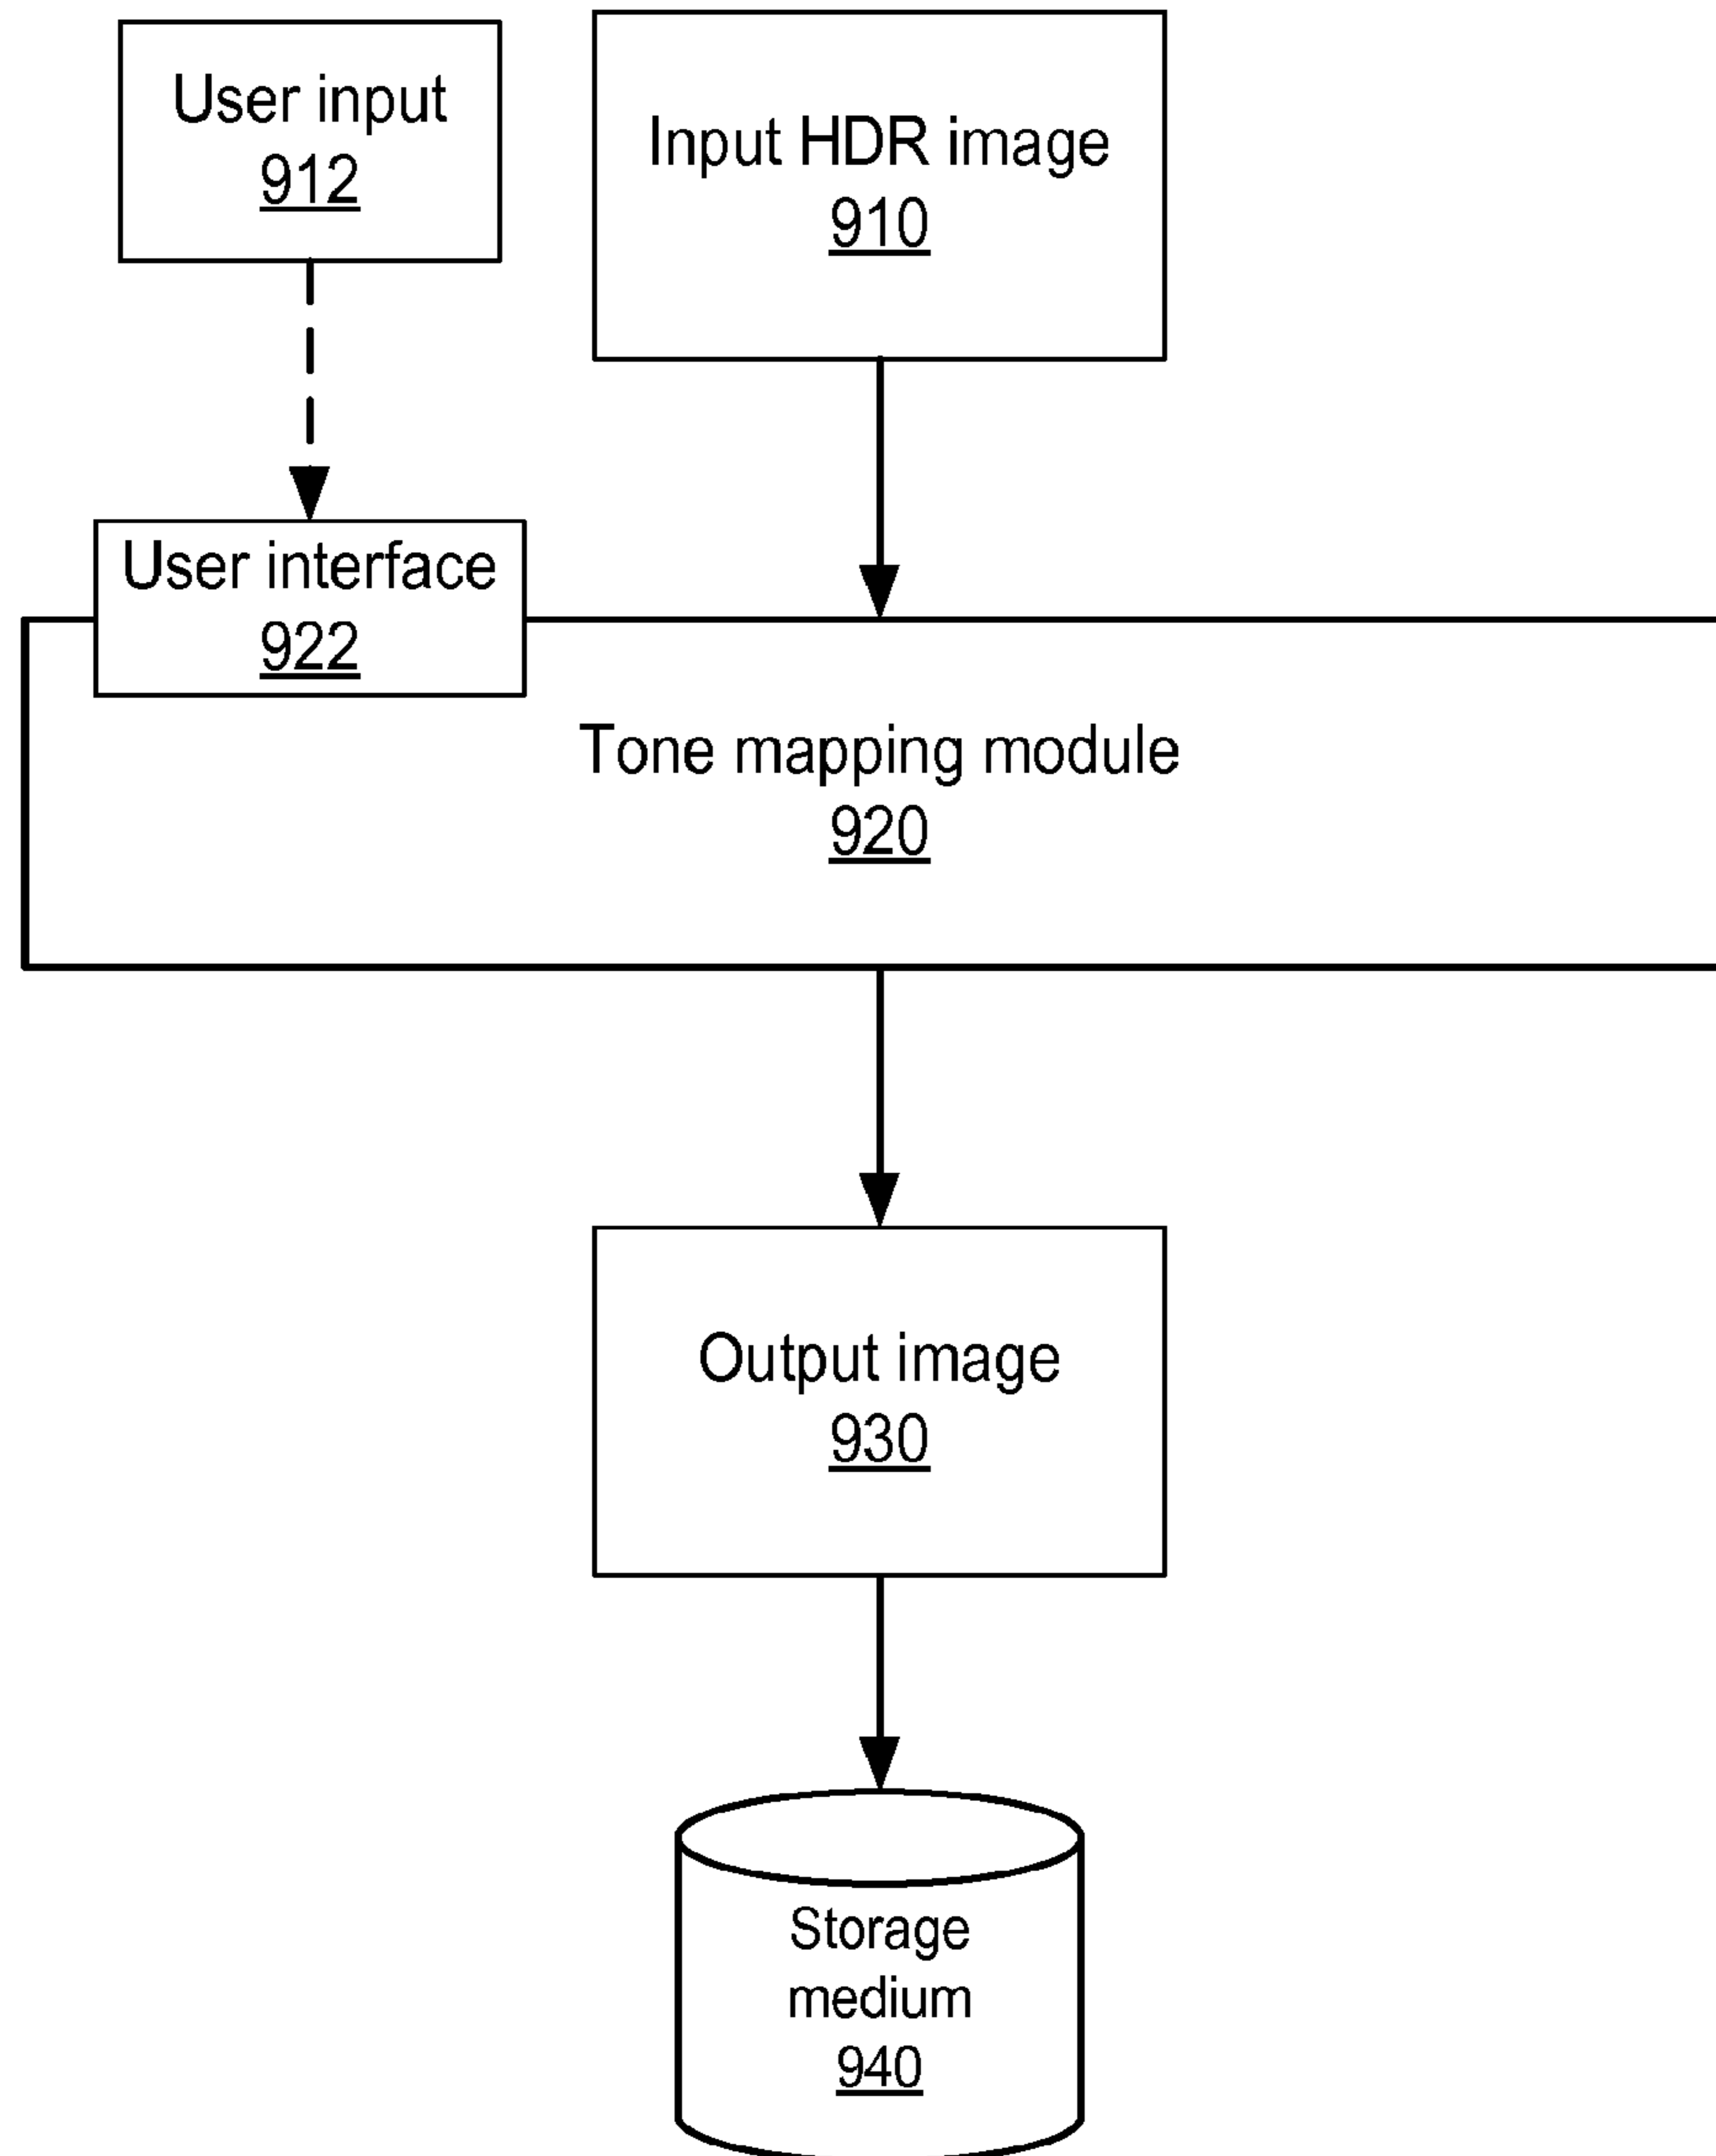 User input
912
Input HDR image
910
User interface
922
Tone mapping module
920
Output image
930
Storage
medium
940